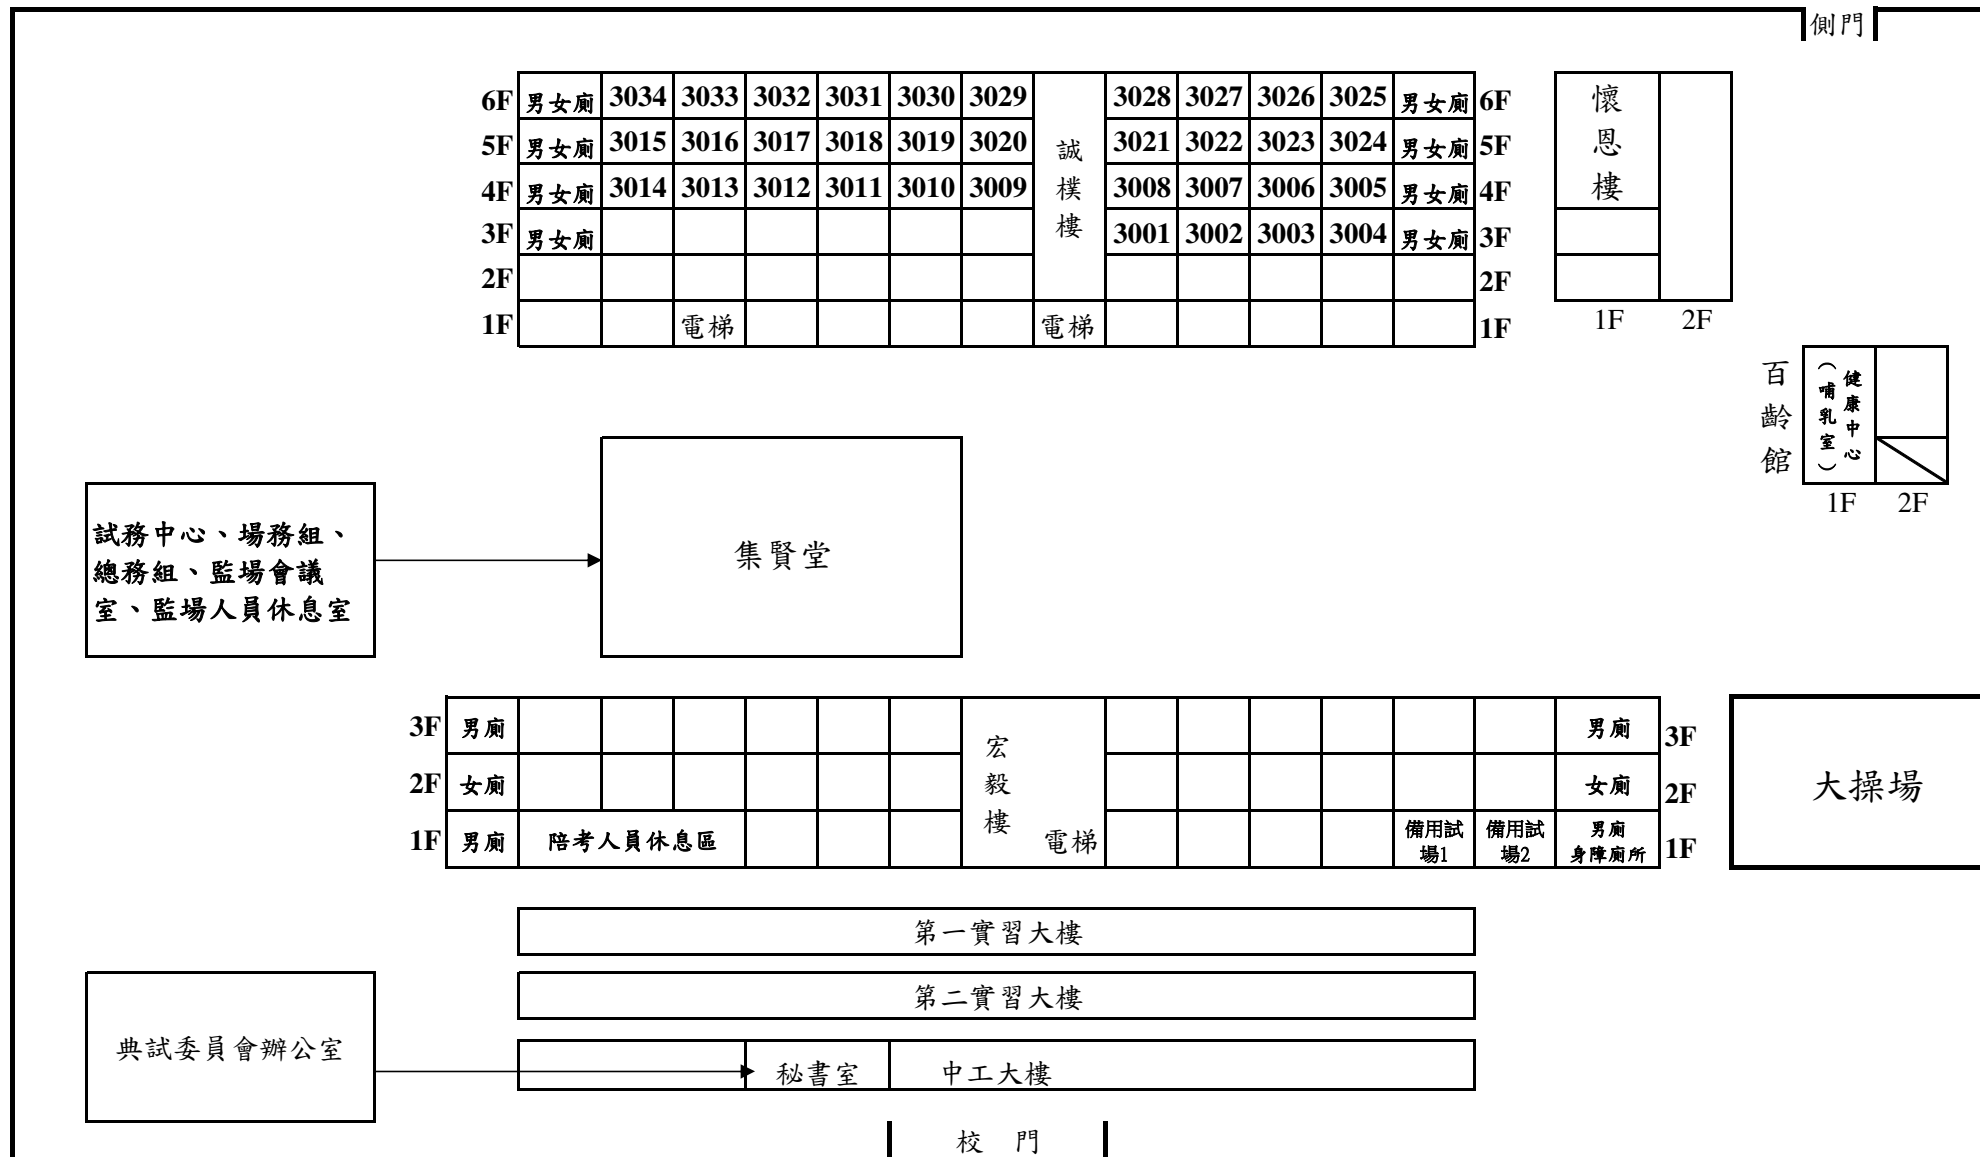 側門
6F 男女廁 3034 3033 3032 3031 3030 3029 3028 3027 3026 3025 男女廁 6F
5F 男女廁 3015 3016 3017 3018 3019 3020 3021 3022 3023 3024 男女廁 5F
4F 男女廁 3014 3013 3012 3011 3010 3009 3008 3007 3006 3005 男女廁 4F
3F 男女廁 3001 3002 3003 3004 男女廁 3F
2F 2F
1F 電梯 電梯 1F
誠樸樓
懷恩樓
1F 2F
百齡館
健康中心
(哺乳室)
1F 2F
試務中心、場務組、
總務組、監場會議
室、監場人員休息室
集賢堂
3F 男廁 男廁 3F
2F 女廁 女廁 2F
1F 男廁 陪考人員休息區 電梯 備用試場1 備用試場2 男廁 身障廁所 1F
宏毅樓
大操場
第一實習大樓
第二實習大樓
典試委員會辦公室
秘書室 中工大樓
校 門